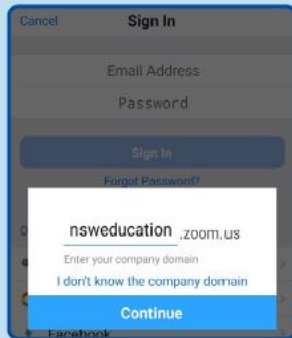 Cancel Sign In
Email Address
Password
Sign In
Forgot Password?
nsweducation .zoom.us
Enter your company domain
I don't know the company domain
Continue
Facebook